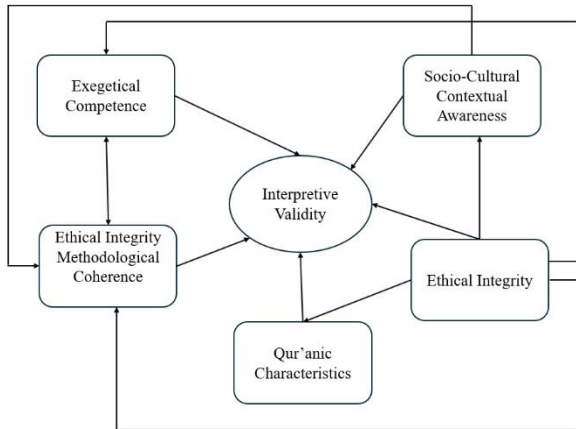 Exegetical
Competence
Socio-Cultural
Contextual
Awareness
Interpretive
Validity
Ethical Integrity
Methodological
Coherence
Ethical Integrity
Qur’anic
Characteristics